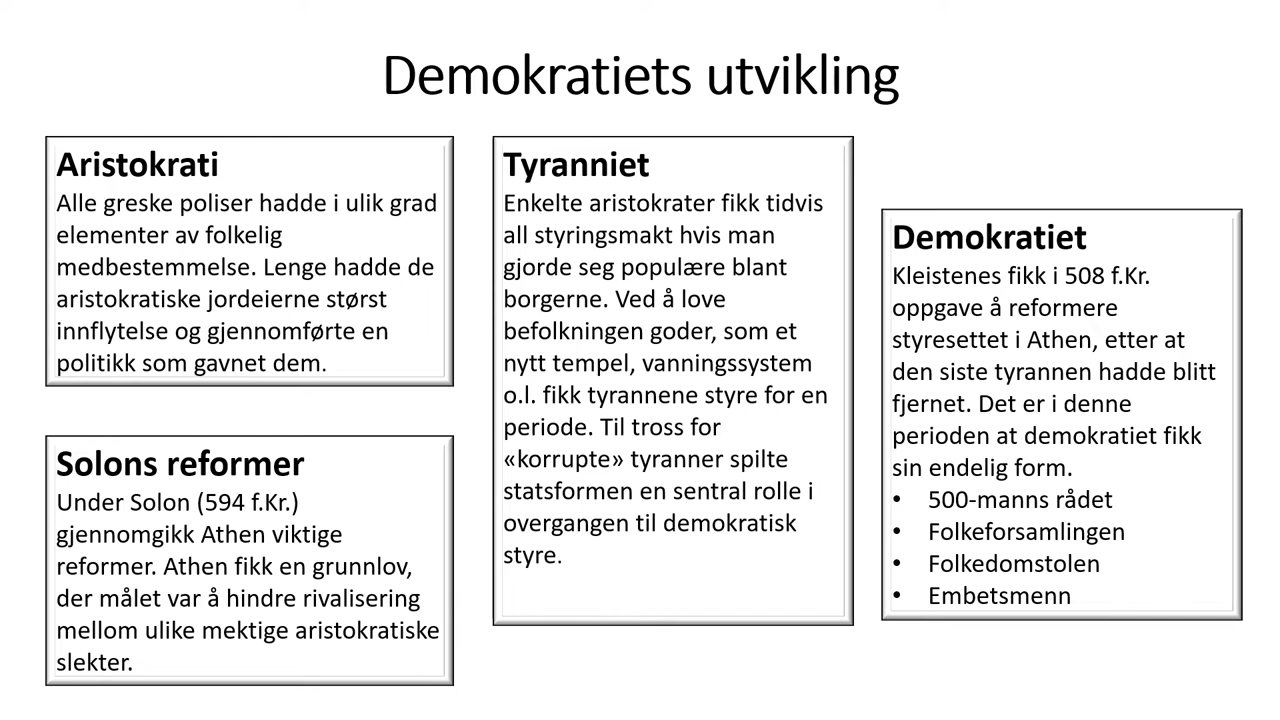 Demokratiets utvikling
Aristokrati
Alle greske poliser hadde i ulik grad
elementer av folkelig
medbestemmelse. Lenge hadde de
aristokratiske jordeierne størst
innflytelse og gjennomførte en
politikk som gavnet dem.
Solons reformer
Under Solon (594 f.Kr.)
gjennomgikk Athen viktige
reformer. Athen fikk en grunnlov,
der målet var å hindre rivalisering
mellom ulike mektige aristokratiske
slekter.
Tyranniet
Enkelte aristokrater fikk tidvis
all styringsmakt hvis man
gjorde seg populære blant
borgerne. Ved å love
befolkningen goder, som et
nytt tempel, vanningssystem
o.l. fikk tyrannene styre for en
periode. Til tross for
«korrupte» tyranner spilte
statsformen en sentral rolle i
overgangen til demokratisk
styre.
Demokratiet
Kleistenes fikk i 508 f.Kr.
oppgave å reformere
styresettet i Athen, etter at
den siste tyrannen hadde blitt
fjernet. Det er i denne
perioden at demokratiet fikk
sin endelig form.
• 500-manns rådet
• Folkeforsamlingen
• Folkedomstolen
• Embetsmenn